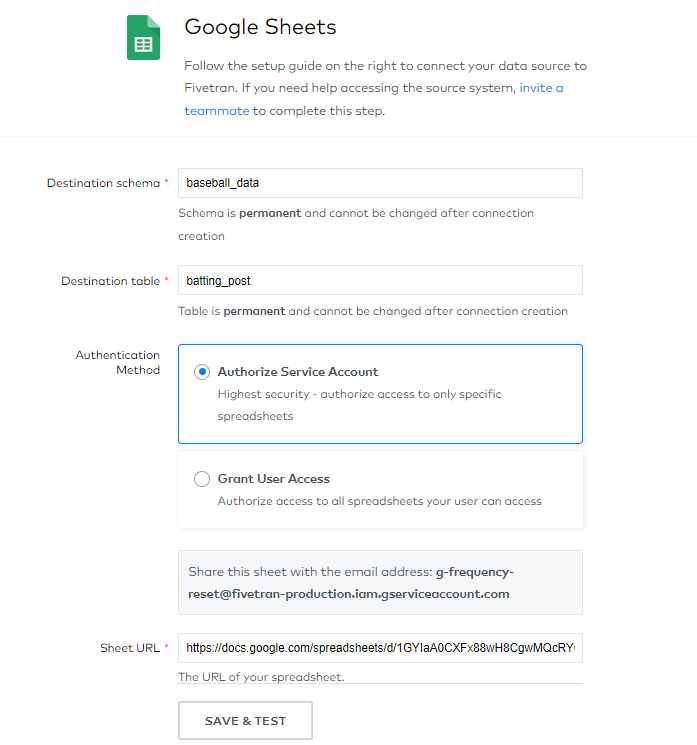 Google Sheets
Follow the setup guide on the right to connect your data source to
Fivetran. If you need help accessing the source system, invite a
teammate to complete this step.
Destination schema *
baseball_data
Schema is permanent and cannot be changed after connection
creation
Destination table *
batting_post
Table is permanent and cannot be changed after connection creation
Authentication
Method
Authorize Service Account
Highest security - authorize access to only specific
spreadsheets
Grant User Access
Authorize access to all spreadsheets your user can access
Share this sheet with the email address: g-frequency-
reset@fivetran-production.iam.gserviceaccount.com
Sheet URL *
https://docs.google.com/spreadsheets/d/1GYIaA0CXFx88wH8CgwMQcRY
The URL of your spreadsheet.
SAVE & TEST